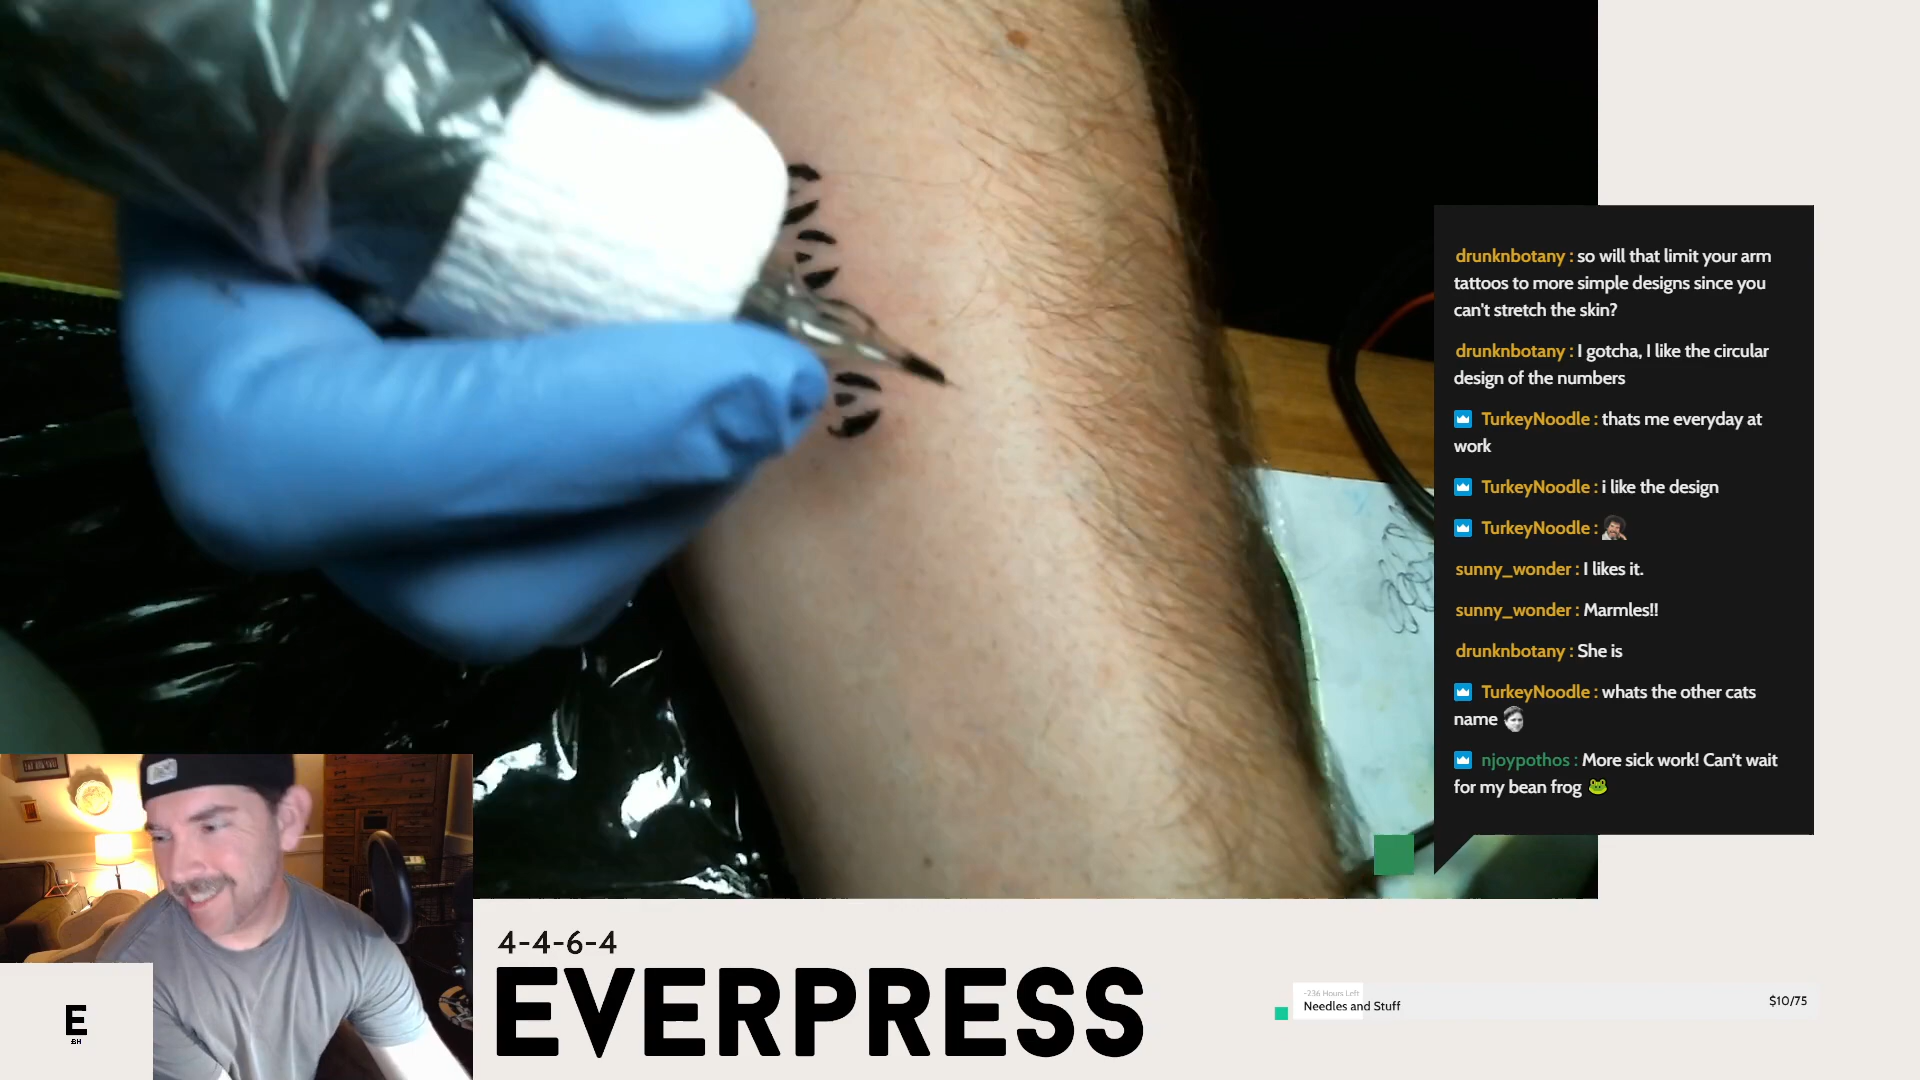 drunknbotany : so will that limit your arm
tattoos to more simple designs since you
can't stretch the skin?
drunknbotany : I gotcha, I like the circular
design of the numbers
TurkeyNoodle : thats me everyday at
work
TurkeyNoodle : i like the design
TurkeyNoodle :
sunny_wonder : I likes it.
sunny_wonder : Marmles!!
drunknbotany : She is
TurkeyNoodle : whats the other cats
name
njoypothos : More sick work! Can't wait
for my bean frog 🐸
4-4-6-4
EVERPRESS
E
~236 Hours Left
Needles and Stuff
$10/75